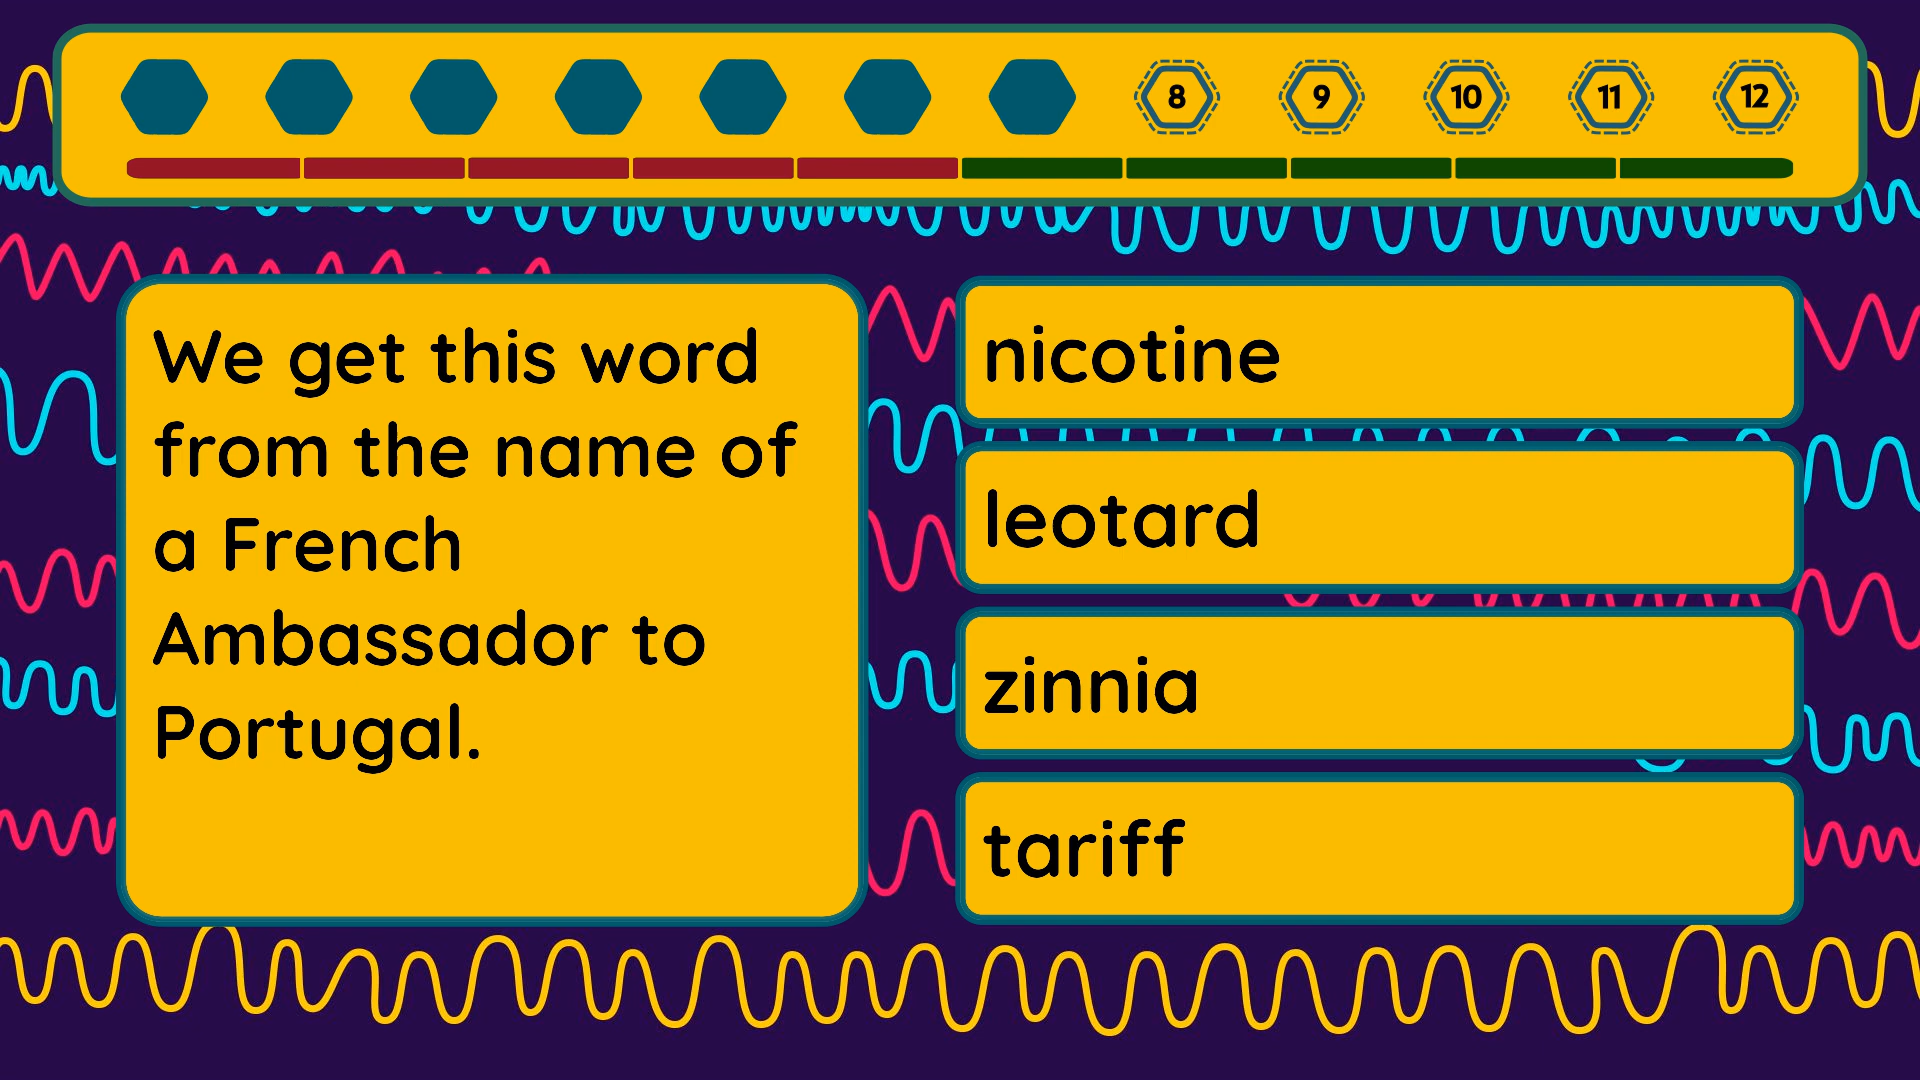 8 9 10 11 12
We get this word
from the name of
a French
Ambassador to
Portugal.
nicotine
leotard
zinnia
tariff